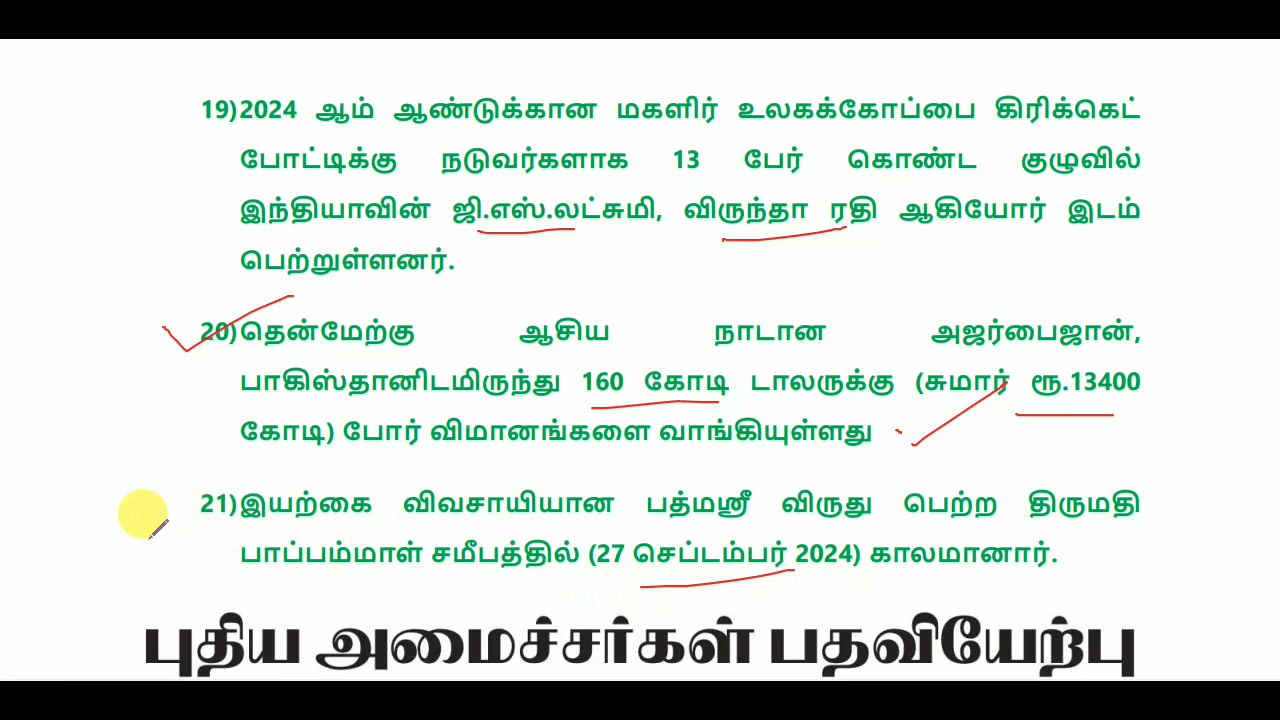 19)2024 ஆம் ஆண்டுக்கான மகளிர் உலகக்கோப்பை கிரிக்கெட்
போட்டிக்கு நடுவர்களாக 13 பேர் கொண்ட குழுவில்
இந்தியாவின் ஜி.எஸ்.லட்சுமி, விருந்தா ரதி ஆகியோர் இடம்
பெற்றுள்ளனர்.
20)தென்மேற்கு ஆசிய நாடான அஜர்பைஜான்,
பாகிஸ்தானிடமிருந்து 160 கோடி டாலருக்கு (சுமார் ரூ.13400
கோடி) போர் விமானங்களை வாங்கியுள்ளது
21)இயற்கை விவசாயியான பத்மஸ்ரீ விருது பெற்ற திருமதி
பாப்பம்மாள் சமீபத்தில் (27 செப்டம்பர் 2024) காலமானார்.
புதிய அமைச்சர்கள் பதவியேற்பு